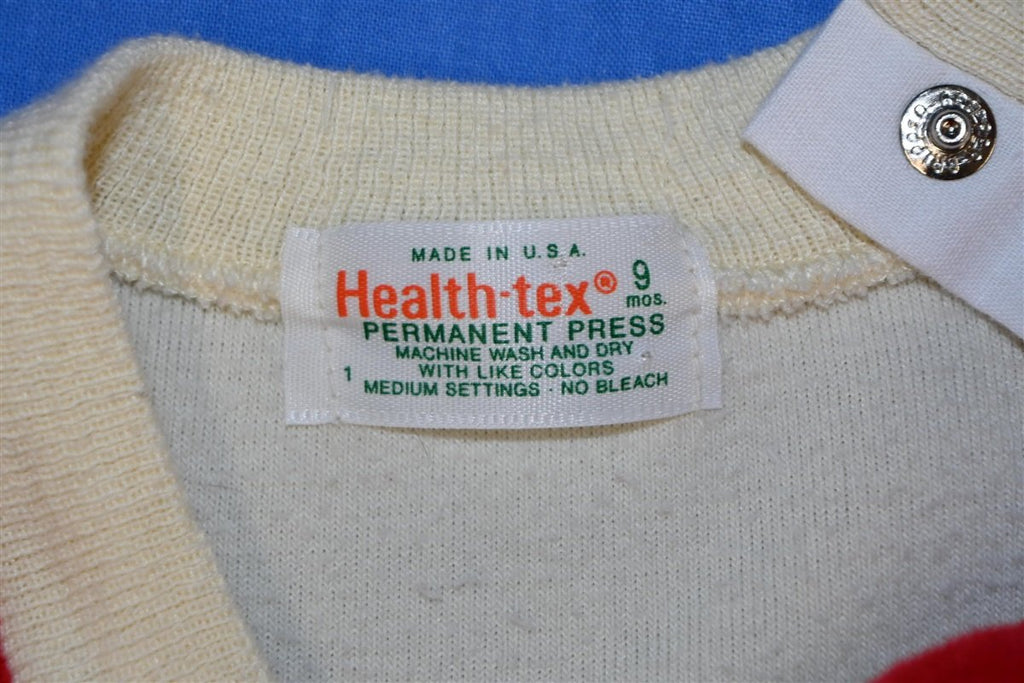 MADE IN U.S.A.
Health-tex® 9 mos.
PERMANENT PRESS
MACHINE WASH AND DRY
WITH LIKE COLORS
1 MEDIUM SETTINGS - NO BLEACH